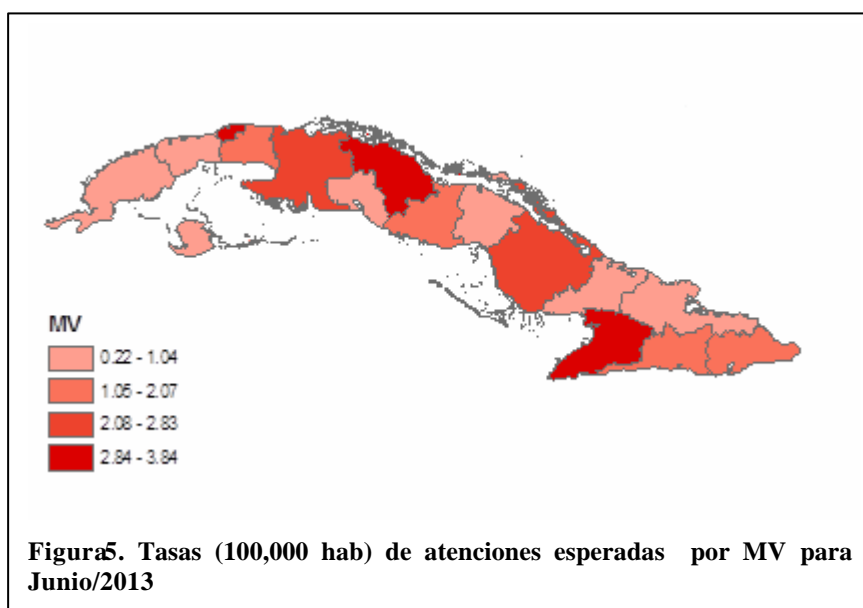 MV
0.22 - 1.04
1.05 - 2.07
2.08 - 2.83
2.84 - 3.84
Figura5. Tasas (100,000 hab) de atenciones esperadas por MV para
Junio/2013